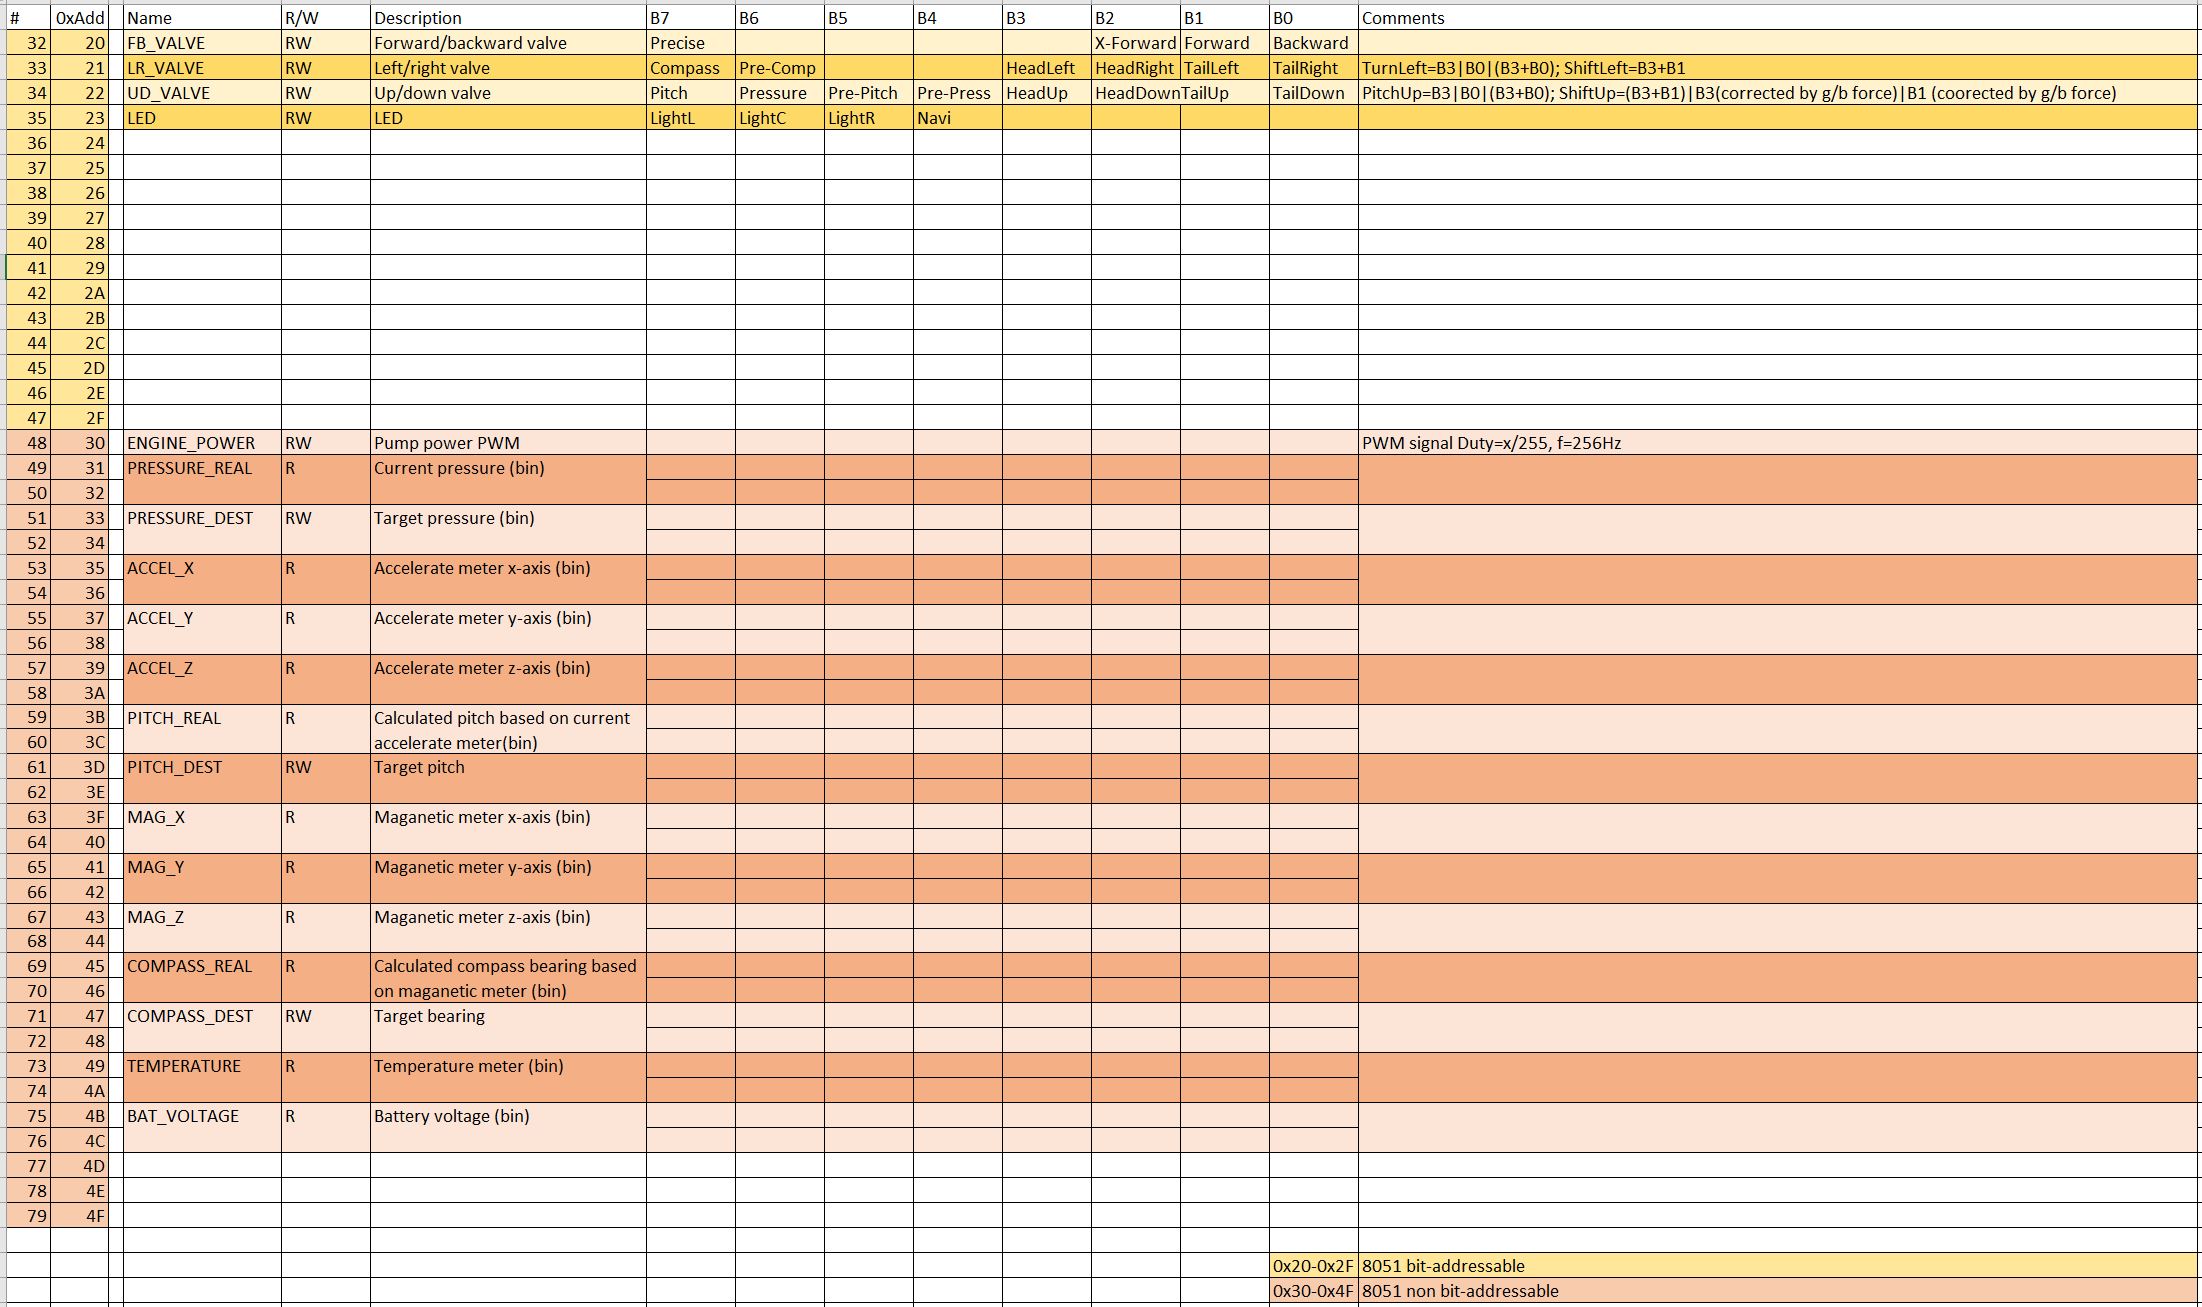 # 0xAdd Name R/W Description B7 B6 B5 B4 B3 B2 B1 B0 Comments
32 20 FB_VALVE RW Forward/backward valve Precise X-Forward Forward Backward
33 21 LR_VALVE RW Left/right valve Compass Pre-Comp HeadLeft HeadRight TailLeft TailRight TurnLeft=B3|B0|(B3+B0); ShiftLeft=B3+B1
34 22 UD_VALVE RW Up/down valve Pitch Pressure Pre-Pitch Pre-Press HeadUp HeadDown TailUp TailDown PitchUp=B3|B0|(B3+B0); ShiftUp=(B3+B1)|B3(corrected by g/b force)|B1 (coorected by g/b force)
35 23 LED RW LED LightL LightC LightR Navi
36 24
37 25
38 26
39 27
40 28
41 29
42 2A
43 2B
44 2C
45 2D
46 2E
47 2F
48 30 ENGINE_POWER RW Pump power PWM PWM signal Duty=x/255, f=256Hz
49 31 PRESSURE_REAL R Current pressure (bin)
50 32
51 33 PRESSURE_DEST RW Target pressure (bin)
52 34
53 35 ACCEL_X R Accelerate meter x-axis (bin)
54 36
55 37 ACCEL_Y R Accelerate meter y-axis (bin)
56 38
57 39 ACCEL_Z R Accelerate meter z-axis (bin)
58 3A
59 3B PITCH_REAL R Calculated pitch based on current
60 3C accelerate meter(bin)
61 3D PITCH_DEST RW Target pitch
62 3E
63 3F MAG_X R Maganetic meter x-axis (bin)
64 40
65 41 MAG_Y R Maganetic meter y-axis (bin)
66 42
67 43 MAG_Z R Maganetic meter z-axis (bin)
68 44
69 45 COMPASS_REAL R Calculated compass bearing based
70 46 on maganetic meter (bin)
71 47 COMPASS_DEST RW Target bearing
72 48
73 49 TEMPERATURE R Temperature meter (bin)
74 4A
75 4B BAT_VOLTAGE R Battery voltage (bin)
76 4C
77 4D
78 4E
79 4F
0x20-0x2F 8051 bit-addressable
0x30-0x4F 8051 non bit-addressable